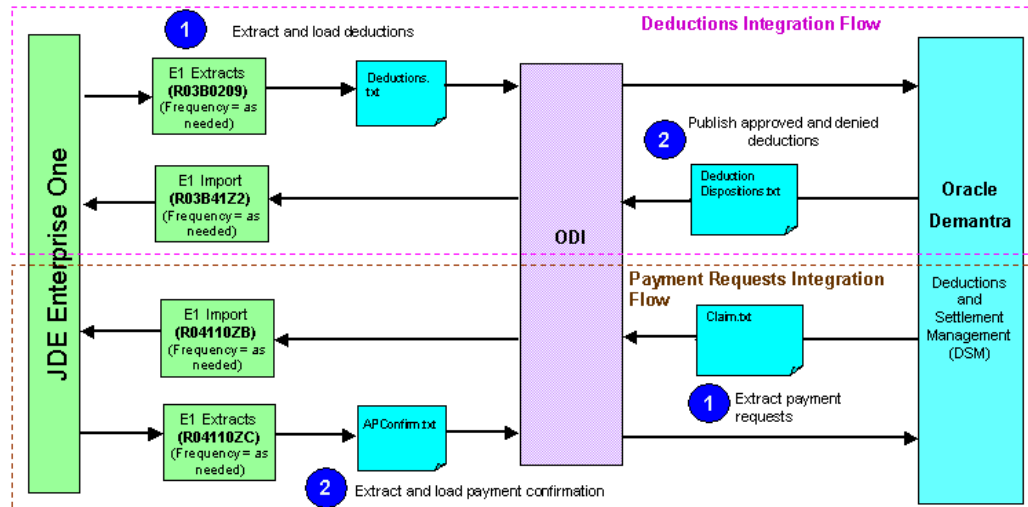 1
Extract and load deductions
Deductions Integration Flow
E1 Extracts
(R03B0209)
(Frequency = as
needed)
Deductions.
txt
2
Publish approved and denied
deductions
E1 Import
(R03B41Z2)
(Frequency = as
needed)
Deduction
Dispositions.txt
JDE Enterprise One
ODI
Oracle
Demantra
Payment Requests Integration
Flow
Deductions
and
Settlement
Management
(DSM)
E1 Import
(R04110ZB)
(Frequency = as
needed)
Claim.txt
1
Extract payment
requests
E1 Extracts
(R04110ZC)
(Frequency = as
needed)
APConfirm.txt
2
Extract and load payment confirmation